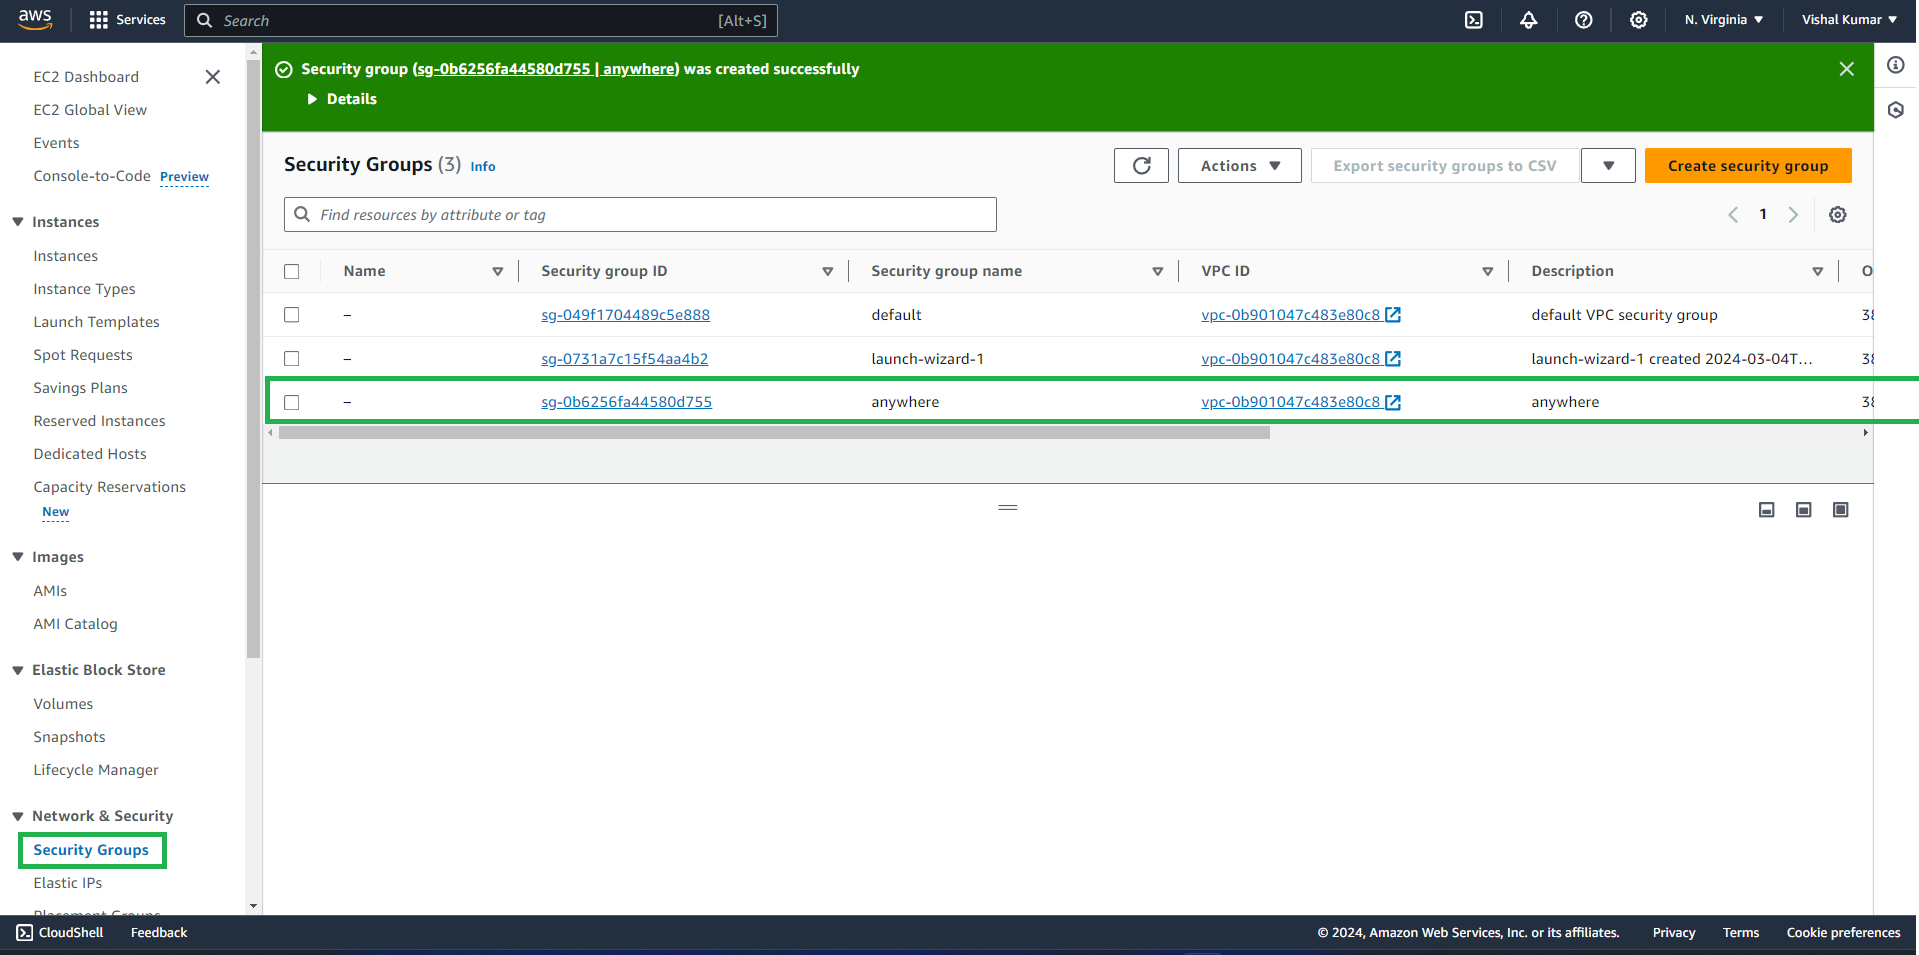 aws Services Search [Alt+S] N. Virginia Vishal Kumar
EC2 Dashboard
EC2 Global View
Events
Console-to-Code Preview
Instances
Instances
Instance Types
Launch Templates
Spot Requests
Savings Plans
Reserved Instances
Dedicated Hosts
Capacity Reservations
New
Images
AMIs
AMI Catalog
Elastic Block Store
Volumes
Snapshots
Lifecycle Manager
Network & Security
Security Groups
Elastic IPs
Placement Groups
Security group (sg-0b6256fa44580d755 | anywhere) was created successfully
Details
Security Groups (3) Info
Actions Export security groups to CSV Create security group
Find resources by attribute or tag 1
Name Security group ID Security group name VPC ID Description O
– sg-049f1704489c5e888 default vpc-0b901047c483e80c8 default VPC security group 38
– sg-0731a7c15f54aa4b2 launch-wizard-1 vpc-0b901047c483e80c8 launch-wizard-1 created 2024-03-04T... 38
– sg-0b6256fa44580d755 anywhere vpc-0b901047c483e80c8 anywhere 38
CloudShell Feedback © 2024, Amazon Web Services, Inc. or its affiliates. Privacy Terms Cookie preferences